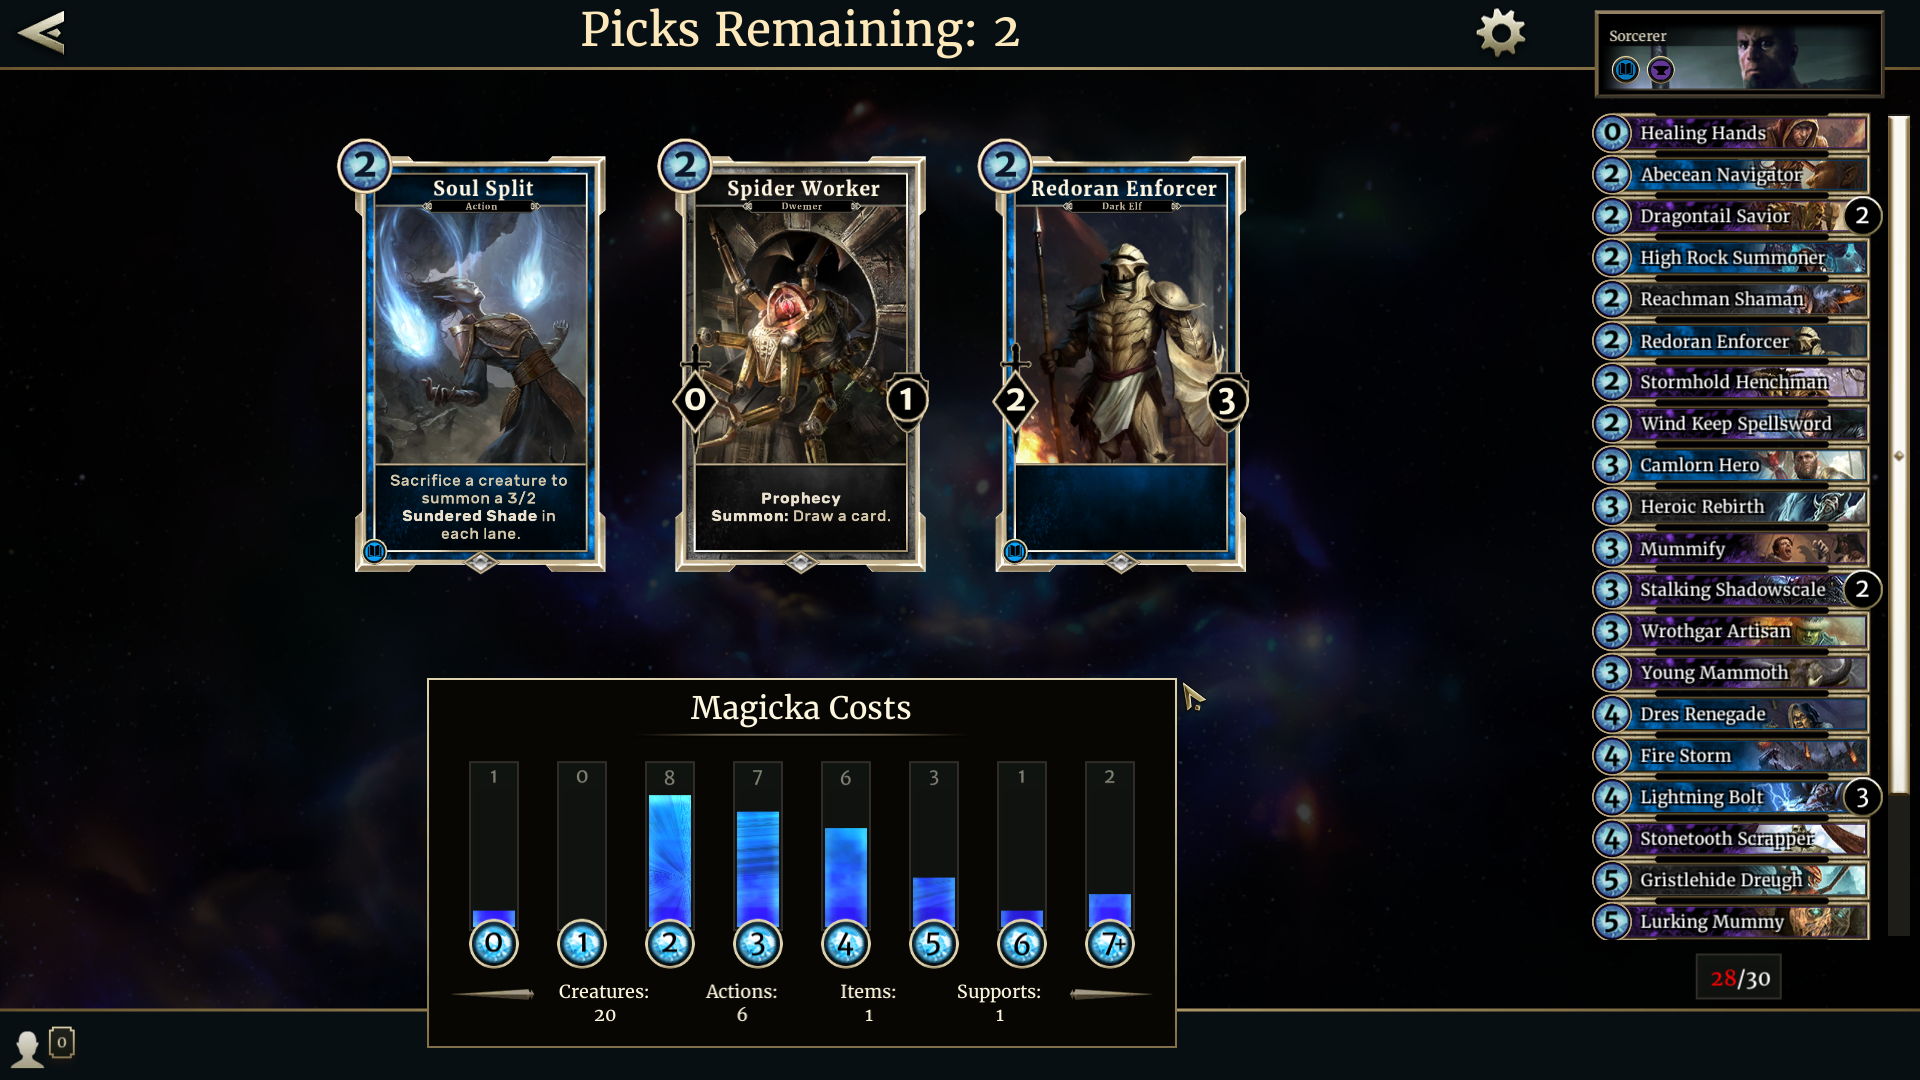 Picks Remaining: 2
Sorcerer
2
Soul Split
Action
Sacrifice a creature to
summon a 3/2
Sundered Shade in
each lane.
2
Spider Worker
Dwemer
0
1
Prophecy
Summon: Draw a card.
2
Redoran Enforcer
Dark Elf
2
3
0 Healing Hands
2 Abecean Navigator
2 Dragontail Savior 2
2 High Rock Summoner
2 Reachman Shaman
2 Redoran Enforcer
2 Stormhold Henchman
2 Wind Keep Spellsword
3 Camlorn Hero
3 Heroic Rebirth
3 Mummify
3 Stalking Shadowscale 2
3 Wrothgar Artisan
3 Young Mammoth
4 Dres Renegade
4 Fire Storm
4 Lightning Bolt 3
4 Stonetooth Scrapper
5 Gristlehide Dreugh
5 Lurking Mummy
28/30
Magicka Costs
1 0 8 7 6 3 1 2
0 1 2 3 4 5 6 7+
Creatures: Actions: Items: Supports:
20 6 1 1
0